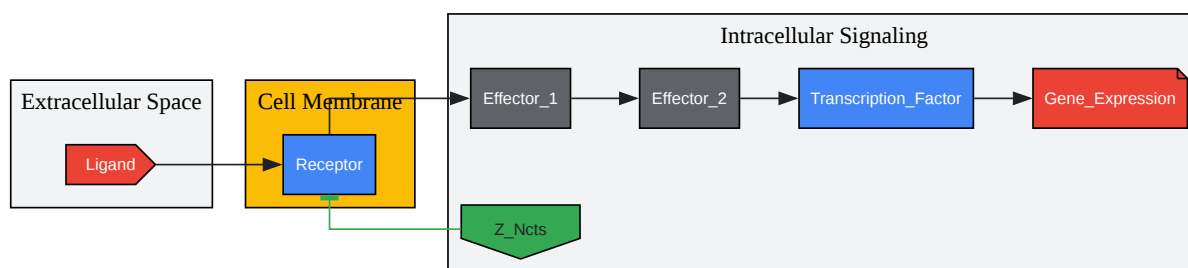 Extracellular Space
Ligand
Cell Membrane
Receptor
Intracellular Signaling
Effector_1
Effector_2
Transcription_Factor
Gene_Expression
Z_Ncts